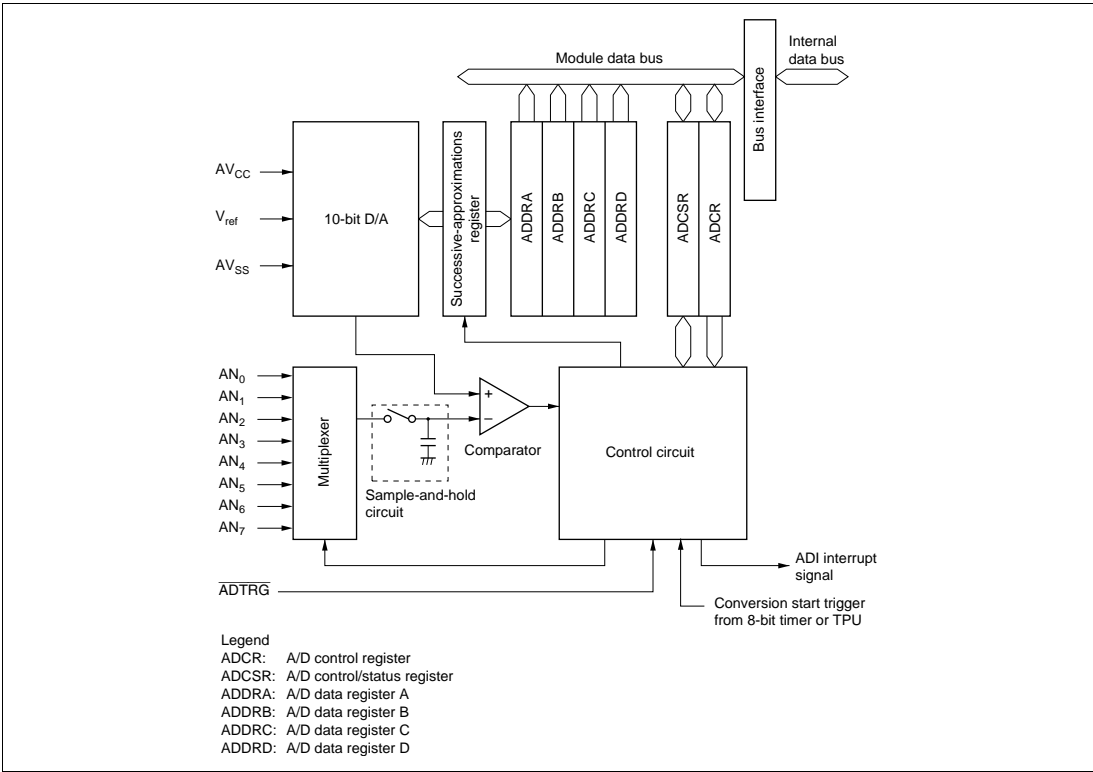 Module data bus
Internal
data bus
Bus interface
AVCC
Vref
AVSS
10-bit D/A
Successive-approximations
register
ADDRA
ADDRB
ADDRC
ADDRD
ADCSR
ADCR
AN0
AN1
AN2
AN3
AN4
AN5
AN6
AN7
Multiplexer
+
−
Comparator
Sample-and-hold
circuit
Control circuit
ADTRG
ADI interrupt
signal
Conversion start trigger
from 8-bit timer or TPU
Legend
ADCR: A/D control register
ADCSR: A/D control/status register
ADDRA: A/D data register A
ADDRB: A/D data register B
ADDRC: A/D data register C
ADDRD: A/D data register D